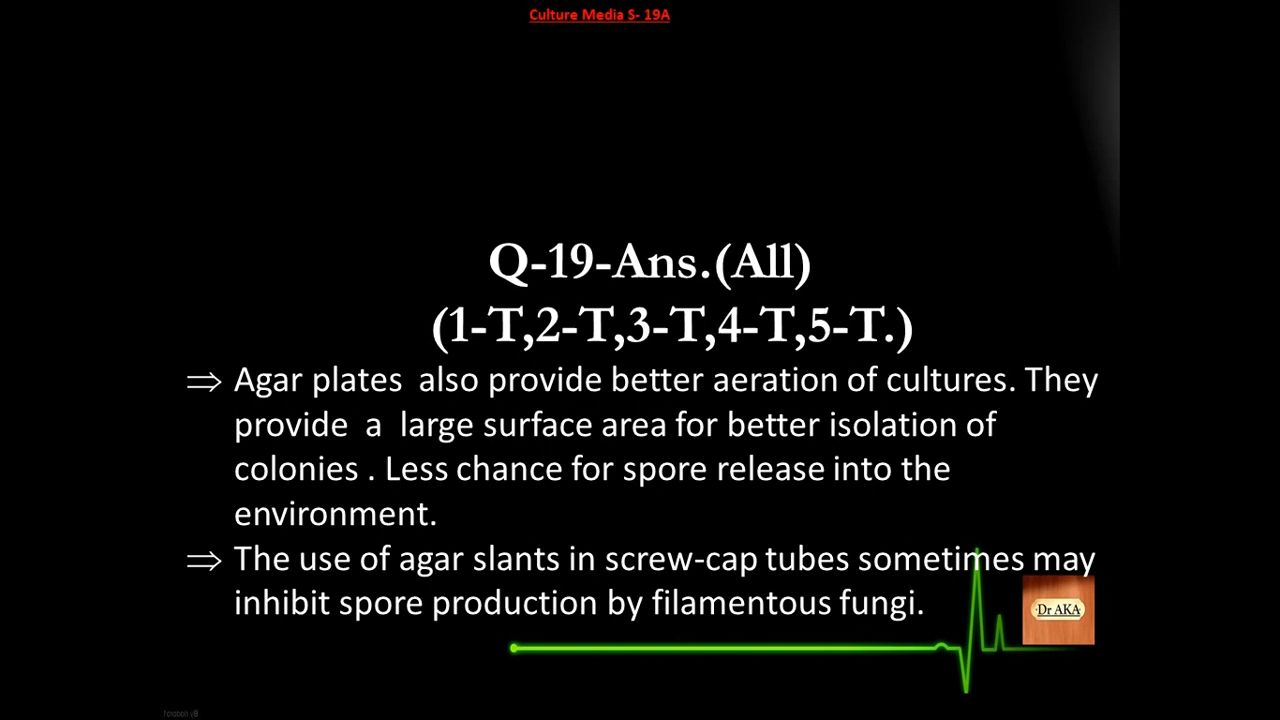 Culture Media S- 19A
Q-19-Ans.(All)
(1-T,2-T,3-T,4-T,5-T.)
⇒ Agar plates also provide better aeration of cultures. They
provide a large surface area for better isolation of
colonies . Less chance for spore release into the
environment.
⇒ The use of agar slants in screw-cap tubes sometimes may
inhibit spore production by filamentous fungi.
Dr AKA